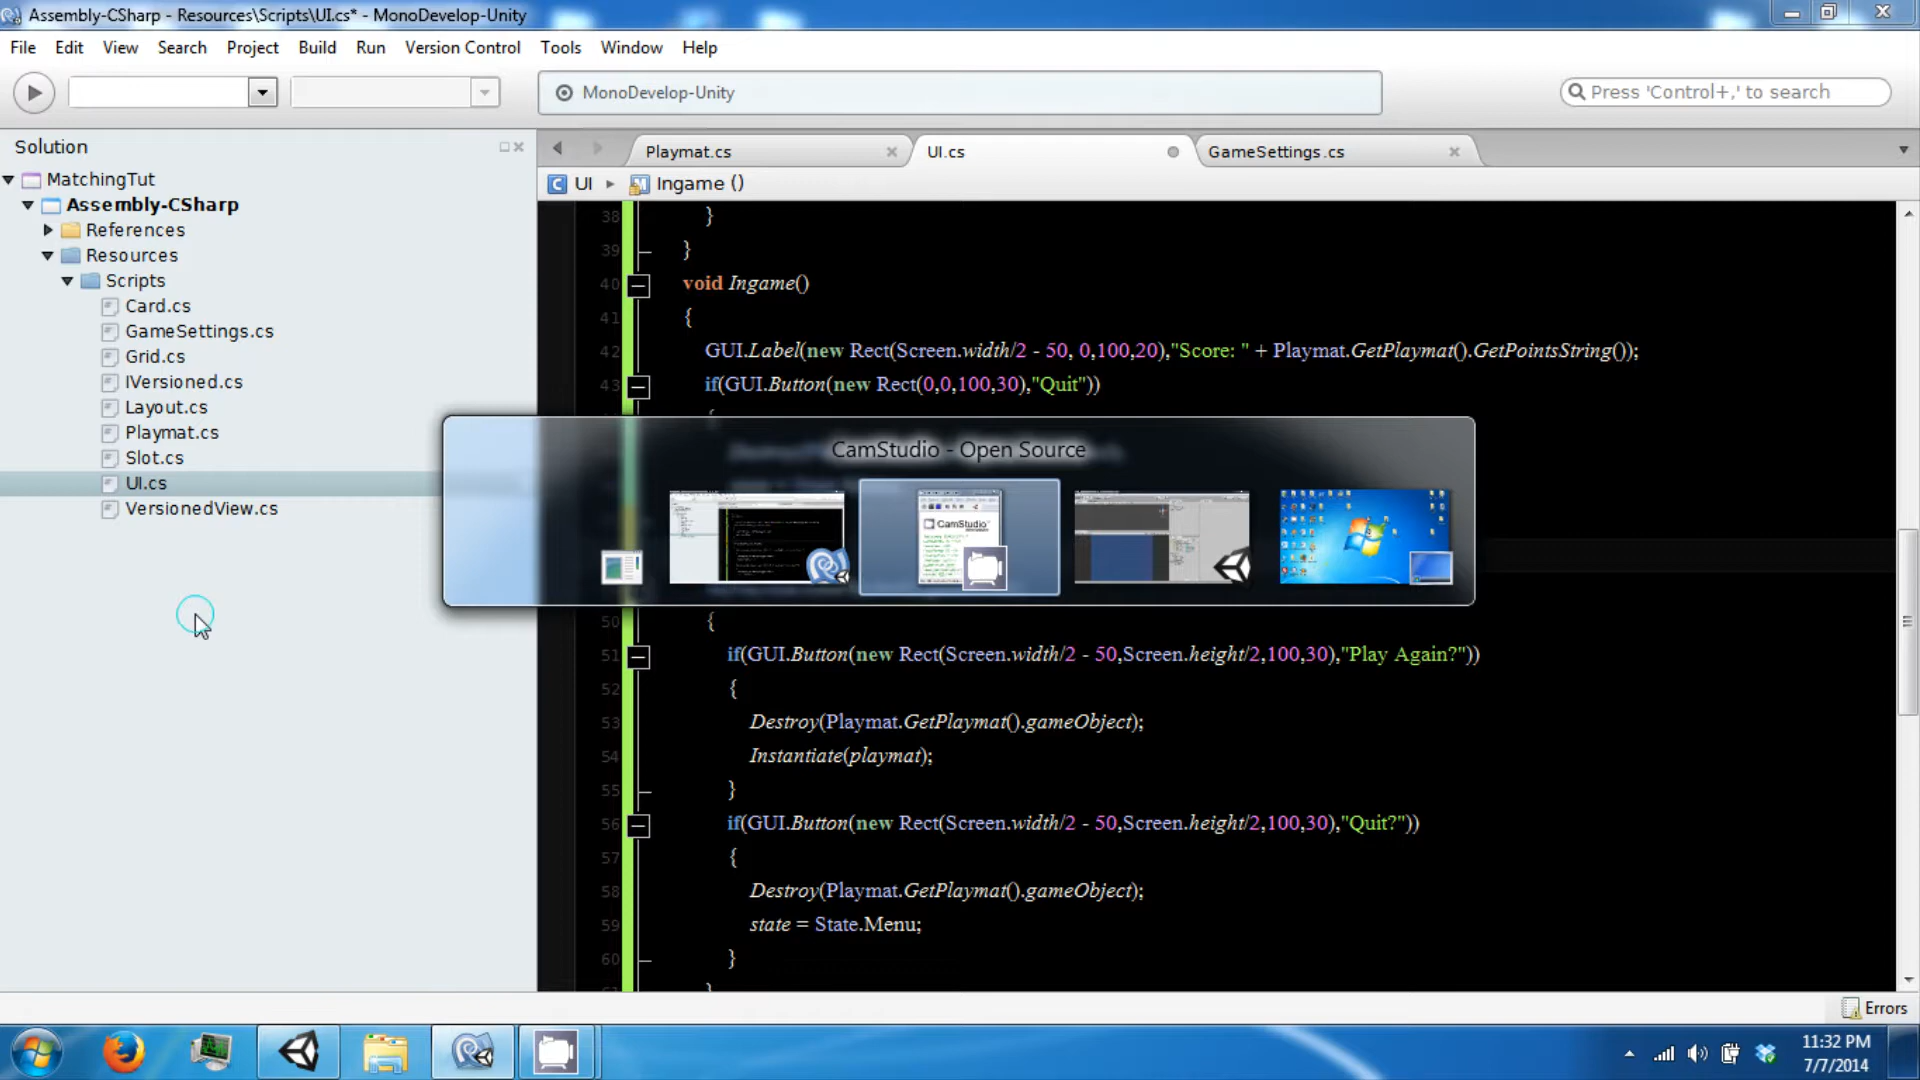 Assembly-CSharp - Resources\Scripts\UI.cs* - MonoDevelop-Unity
File Edit View Search Project Build Run Version Control Tools Window Help
MonoDevelop-Unity
Press 'Control+,' to search
Solution
Playmat.cs
UI.cs
GameSettings.cs
UI
Ingame ()
MatchingTut
Assembly-CSharp
References
Resources
Scripts
Card.cs
GameSettings.cs
Grid.cs
IVersioned.cs
Layout.cs
Playmat.cs
Slot.cs
UI.cs
VersionedView.cs
38 }
39 }
40 void Ingame()
41 {
42 GUI.Label(new Rect(Screen.width/2 - 50, 0,100,20),"Score: " + Playmat.GetPlaymat().GetPointsString());
43 if(GUI.Button(new Rect(0,0,100,30),"Quit"))
CamStudio - Open Source
CamStudio
50 {
51 if(GUI.Button(new Rect(Screen.width/2 - 50,Screen.height/2,100,30),"Play Again?"))
52 {
53 Destroy(Playmat.GetPlaymat().gameObject);
54 Instantiate(playmat);
55 }
56 if(GUI.Button(new Rect(Screen.width/2 - 50,Screen.height/2,100,30),"Quit?"))
57 {
58 Destroy(Playmat.GetPlaymat().gameObject);
59 state = State.Menu;
60 }
Errors
11:32 PM
7/7/2014